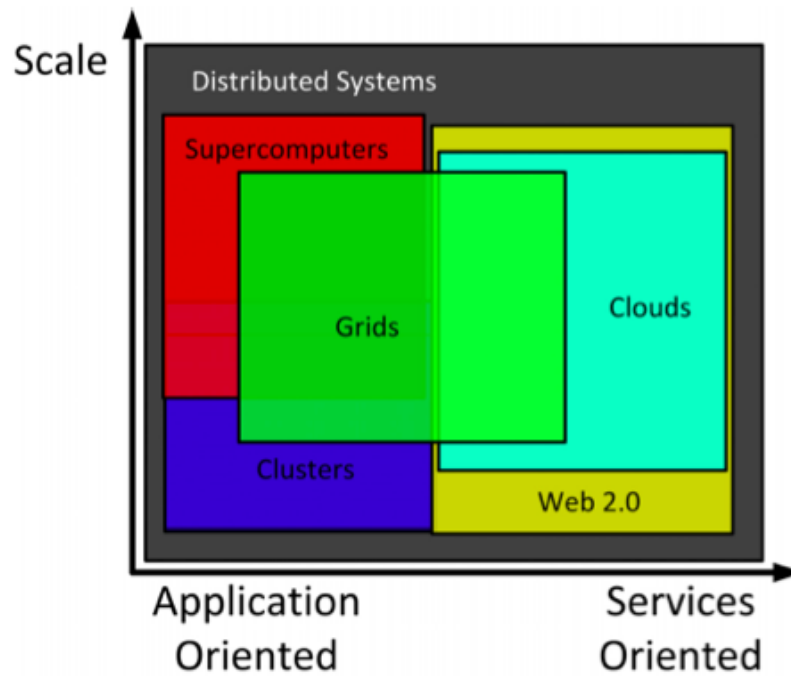 Scale
Distributed Systems
Supercomputers
Grids
Clouds
Clusters
Web 2.0
Application
Oriented
Services
Oriented